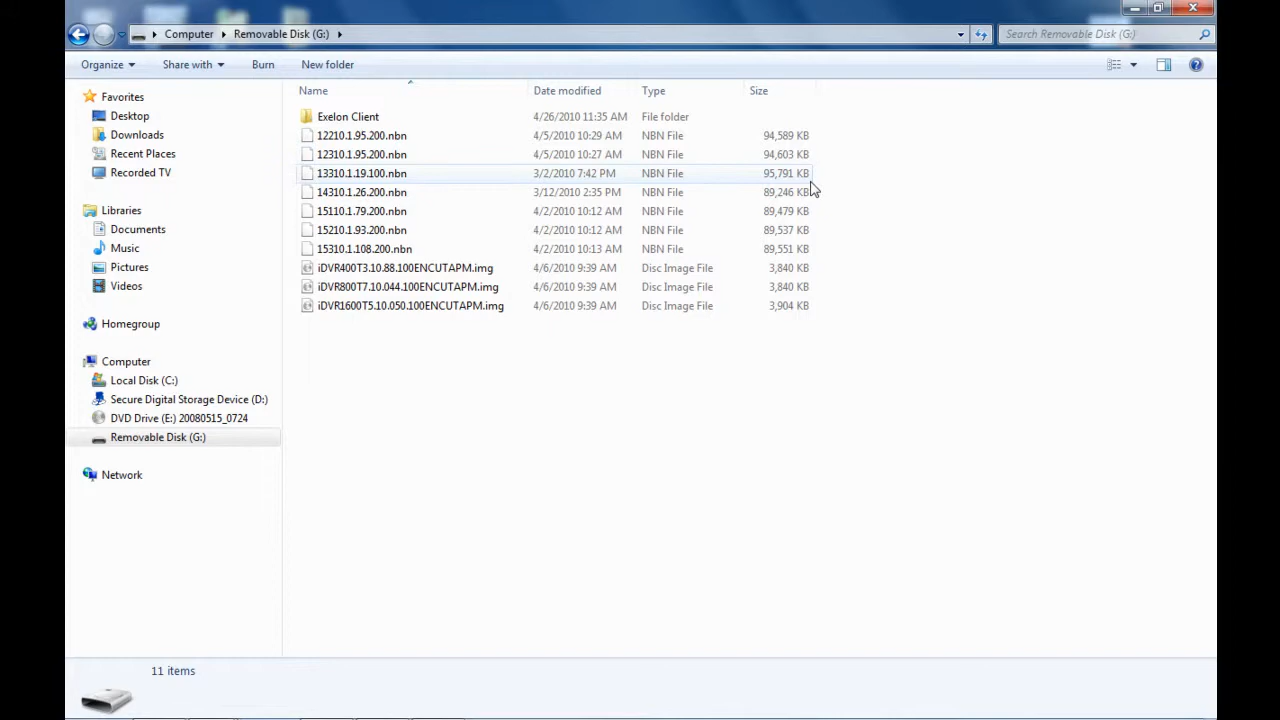 Computer Removable Disk (G:) Search Removable Disk (G:)
Organize Share with Burn New folder
Favorites
Desktop
Downloads
Recent Places
Recorded TV
Libraries
Documents
Music
Pictures
Videos
Homegroup
Computer
Local Disk (C:)
Secure Digital Storage Device (D:)
DVD Drive (E:) 20080515_0724
Removable Disk (G:)
Network
Name Date modified Type Size
Exelon Client 4/26/2010 11:35 AM File folder
12210.1.95.200.nbn 4/5/2010 10:29 AM NBN File 94,589 KB
12310.1.95.200.nbn 4/5/2010 10:27 AM NBN File 94,603 KB
13310.1.19.100.nbn 3/2/2010 7:42 PM NBN File 95,791 KB
14310.1.26.200.nbn 3/12/2010 2:35 PM NBN File 89,246 KB
15110.1.79.200.nbn 4/2/2010 10:12 AM NBN File 89,479 KB
15210.1.93.200.nbn 4/2/2010 10:12 AM NBN File 89,537 KB
15310.1.108.200.nbn 4/2/2010 10:13 AM NBN File 89,551 KB
iDVR400T3.10.88.100ENCUTAPM.img 4/6/2010 9:39 AM Disc Image File 3,840 KB
iDVR800T7.10.044.100ENCUTAPM.img 4/6/2010 9:39 AM Disc Image File 3,840 KB
iDVR1600T5.10.050.100ENCUTAPM.img 4/6/2010 9:39 AM Disc Image File 3,904 KB
11 items